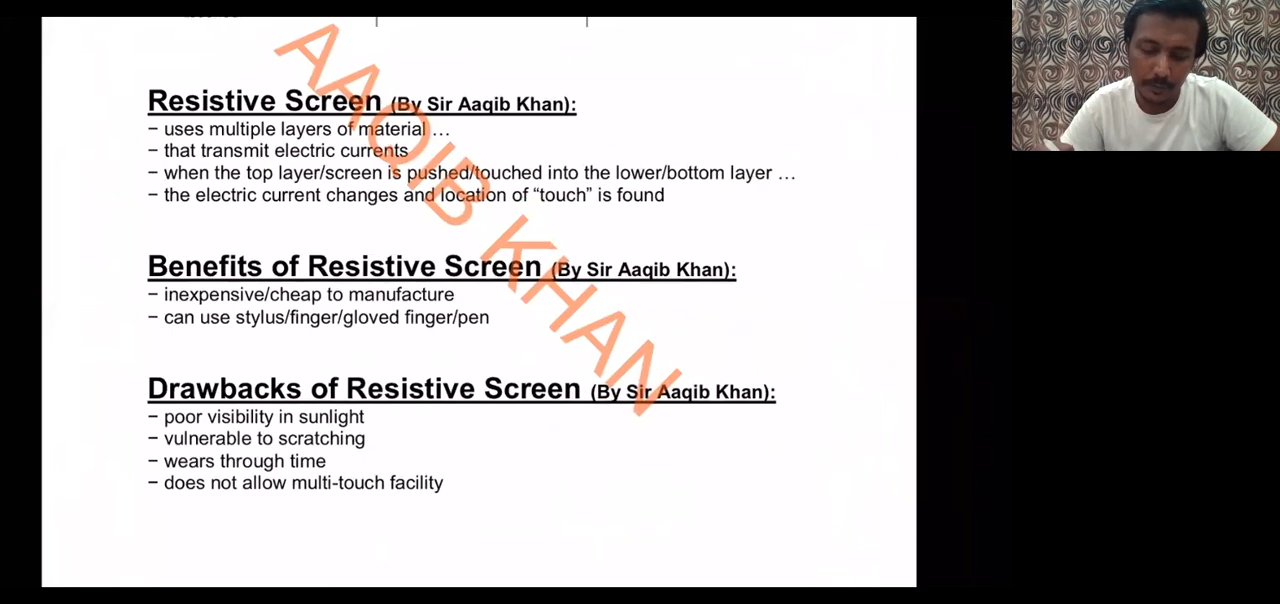 Resistive Screen (By Sir Aaqib Khan):
− uses multiple layers of material …
− that transmit electric currents
− when the top layer/screen is pushed/touched into the lower/bottom layer …
− the electric current changes and location of “touch” is found
Benefits of Resistive Screen (By Sir Aaqib Khan):
− inexpensive/cheap to manufacture
− can use stylus/finger/gloved finger/pen
Drawbacks of Resistive Screen (By Sir Aaqib Khan):
− poor visibility in sunlight
− vulnerable to scratching
− wears through time
− does not allow multi-touch facility
AAQIB KHAN